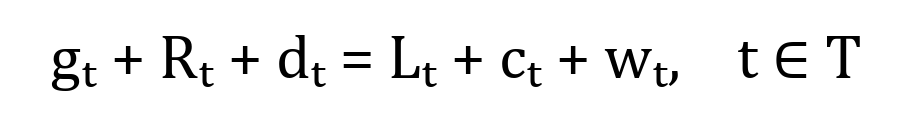 gₜ + Rₜ + dₜ = Lₜ + cₜ + wₜ, t ∈ T